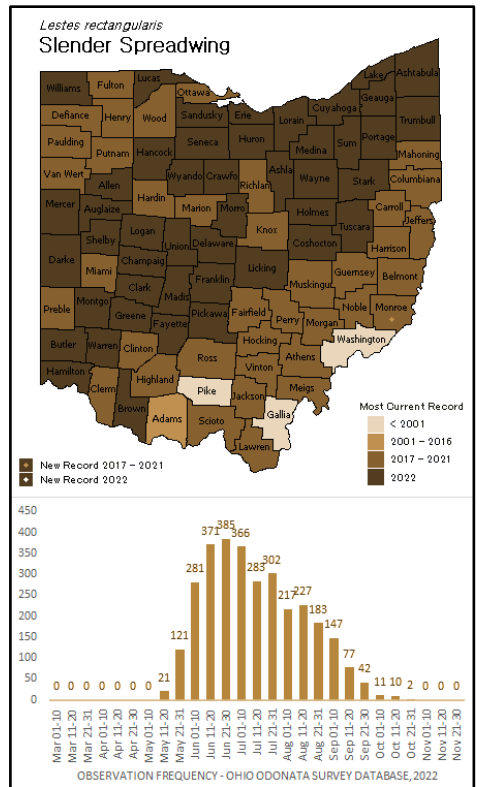 Lestes rectangularis
Slender Spreadwing
Williams Fulton Lucas Ottawa Lake Ashtabula
Geauga
Defiance Henry Wood Sandusky Erie Lorain Cuyahoga Trumbull
Paulding Putnam Hancock Seneca Huron Medina Sum Portage
Mahoning
Van Wert Allen Wyando Crawfo Richlan Ashla Wayne Stark Columbiana
Mercer Auglaize Hardin Marion Morro Holmes Carroll
Jeffers
Shelby Logan Union Delaware Knox Coshocton Tuscara Harrison
Darke Champaig Licking Guernsey Belmont
Miami Clark Franklin Muskingu
Preble Montgo Madis Fairfield Perry Morgan Noble Monroe
Greene Fayette Pickawa Washington
Butler Warren Clinton Ross Hocking Athens
Hamilton Highland Vinton Meigs
Clerm Brown Pike Jackson Gallia
Adams Scioto Lawren
Most Current Record
< 2001
2001 - 2016
2017 - 2021
2022
New Record 2017 - 2021
New Record 2022
450
400
350
300
250
200
150
100
50
0
0 0 0 0 0 0 0 21 121 281 371 385 366 283 302 217 227 183 147 77 42 11 10 2 0 0 0
Mar 01-10
Mar 11-20
Mar 21-31
Apr 01-10
Apr 11-20
Apr 21-30
May 01-10
May 11-20
May 21-31
Jun 01-10
Jun 11-20
Jun 21-30
Jul 01-10
Jul 11-20
Jul 21-31
Aug 01-10
Aug 11-20
Aug 21-31
Sep 01-10
Sep 11-20
Sep 21-30
Oct 01-10
Oct 11-20
Oct 21-31
Nov 01-10
Nov 11-20
Nov 21-30
OBSERVATION FREQUENCY - OHIO ODONATA SURVEY DATABASE, 2022